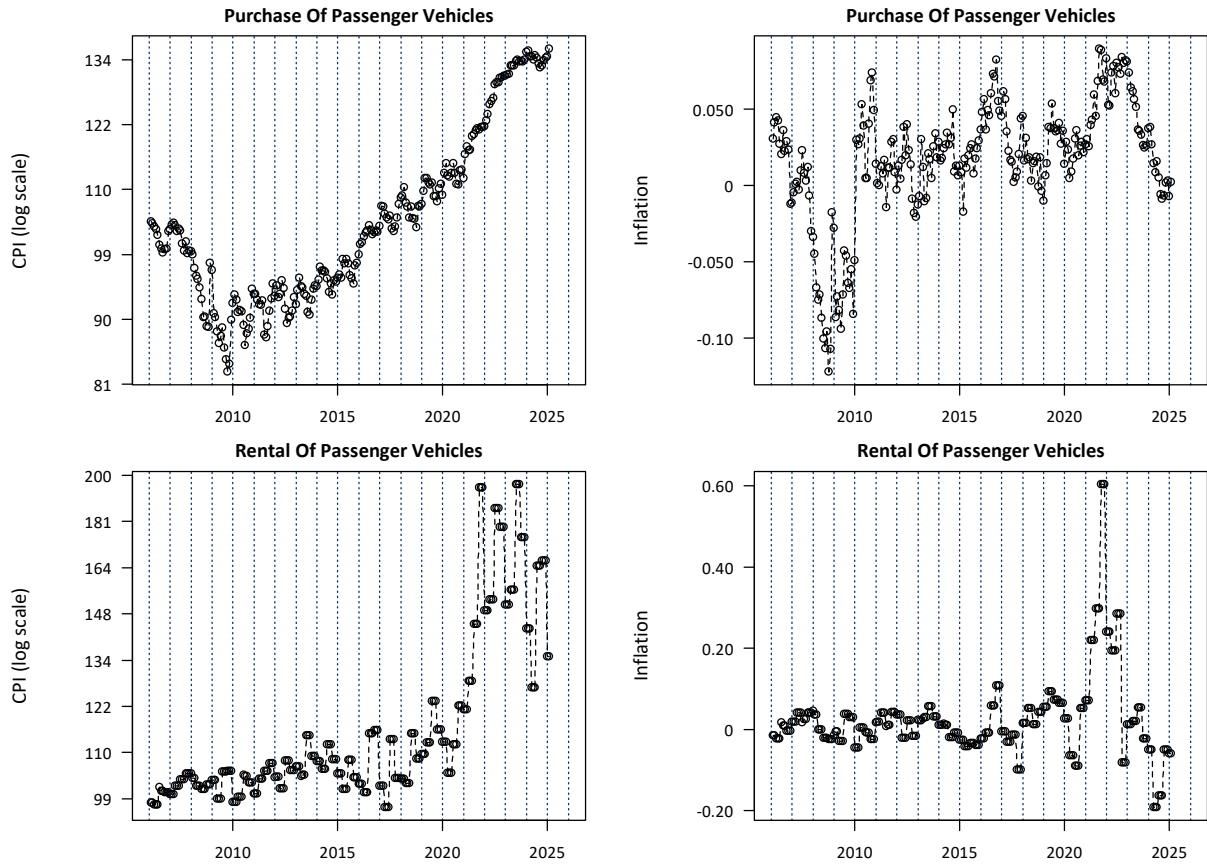 Purchase Of Passenger Vehicles
CPI (log scale)
134
122
110
99
90
81
2010 2015 2020 2025
Purchase Of Passenger Vehicles
Inflation
0.050
0
-0.050
-0.10
2010 2015 2020 2025
Rental Of Passenger Vehicles
CPI (log scale)
200
181
164
148
134
122
110
99
2010 2015 2020 2025
Rental Of Passenger Vehicles
Inflation
0.60
0.40
0.20
0
-0.20
2010 2015 2020 2025